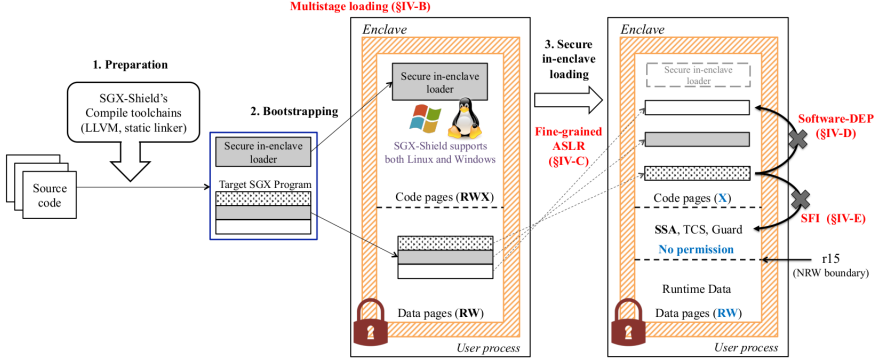 Multistage loading (§IV-B)
1. Preparation
SGX-Shield's
Compile toolchains
(LLVM, static linker)
Source
code
2. Bootstrapping
Secure in-enclave
loader
Target SGX Program
Enclave
Secure in-enclave
loader
SGX-Shield supports
both Linux and Windows
Code pages (RWX)
Data pages (RW)
User process
3. Secure
in-enclave
loading
Fine-grained
ASLR
(§IV-C)
Enclave
Secure in-enclave
loader
Software-DEP
(§IV-D)
Code pages (X)
SFI (§IV-E)
SSA, TCS, Guard
No permission
r15
(NRW boundary)
Runtime Data
Data pages (RW)
User process